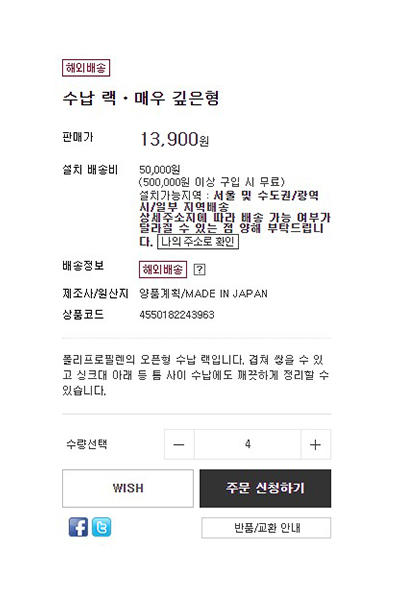 해외배송
수납 랙・매우 깊은형
판매가 13,900원
설치 배송비 50,000원
(500,000원 이상 구입 시 무료)
설치가능지역 : 서울 및 수도권/광역
시/일부 지역배송
상세주소지에 따라 배송 가능 여부가
달라질 수 있는 점 양해 부탁드립니
다. 나의 주소로 확인
배송정보 해외배송 ?
제조사/원산지 양품계획/MADE IN JAPAN
상품코드 4550182243963
폴리프로필렌의 오픈형 수납 랙입니다. 겹쳐 쌓을 수 있
고 싱크대 아래 등 틈 사이 수납에도 깨끗하게 정리할 수
있습니다.
수량선택 − 4 +
WISH 주문 신청하기
반품/교환 안내